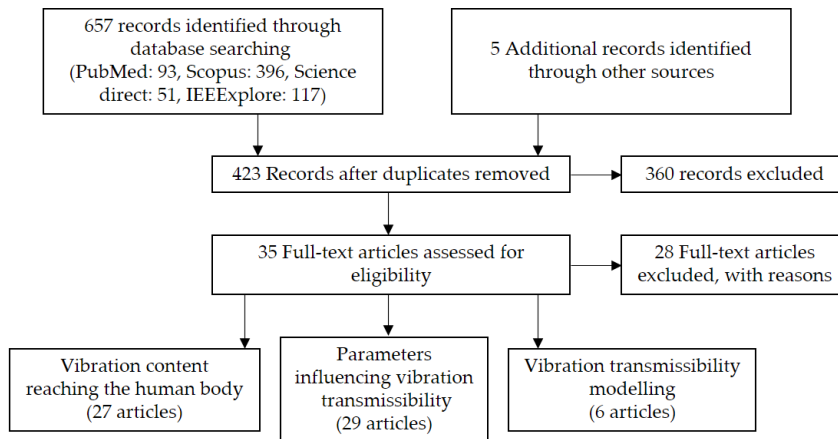 657 records identified through
database searching
(PubMed: 93, Scopus: 396, Science
direct: 51, IEEExplore: 117)
5 Additional records identified
through other sources
423 Records after duplicates removed
360 records excluded
35 Full-text articles assessed for
eligibility
28 Full-text articles
excluded, with reasons
Vibration content
reaching the human body
(27 articles)
Parameters
influencing vibration
transmissibility
(29 articles)
Vibration transmissibility
modelling
(6 articles)